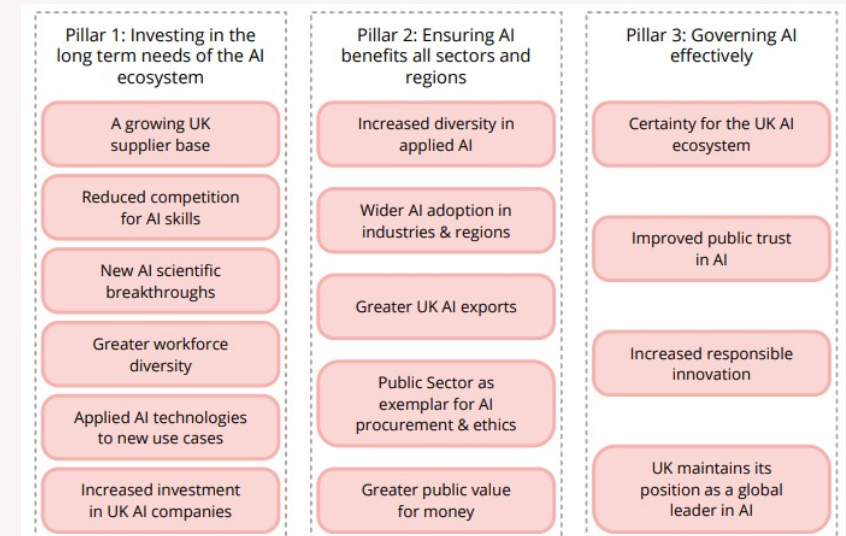 Pillar 1: Investing in the
long term needs of the AI
ecosystem
A growing UK
supplier base
Reduced competition
for AI skills
New AI scientific
breakthroughs
Greater workforce
diversity
Applied AI technologies
to new use cases
Increased investment
in UK AI companies
Pillar 2: Ensuring AI
benefits all sectors and
regions
Increased diversity in
applied AI
Wider AI adoption in
industries & regions
Greater UK AI exports
Public Sector as
exemplar for AI
procurement & ethics
Greater public value
for money
Pillar 3: Governing AI
effectively
Certainty for the UK AI
ecosystem
Improved public trust
in AI
Increased responsible
innovation
UK maintains its
position as a global
leader in AI